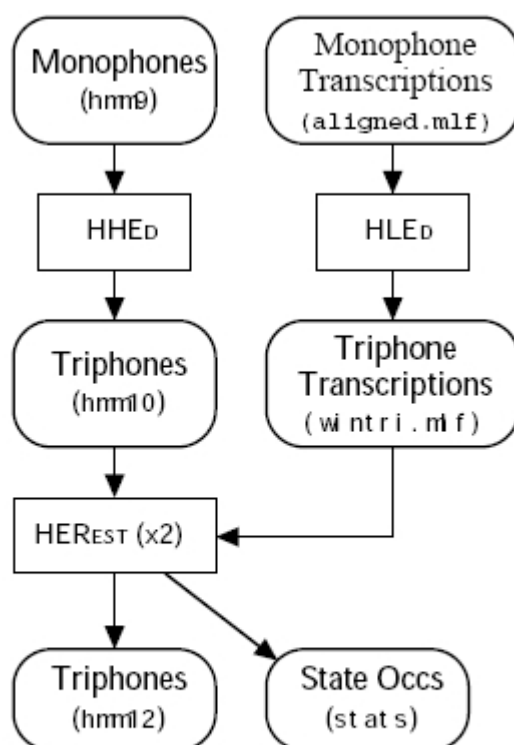 Monophones
(hmm9)
Monophone
Transcriptions
(aligned.mlf)
HHED
HLED
Triphones
(hmm10)
Triphone
Transcriptions
(wintri.mlf)
HEREST (x2)
Triphones
(hmm12)
State Occs
(stats)